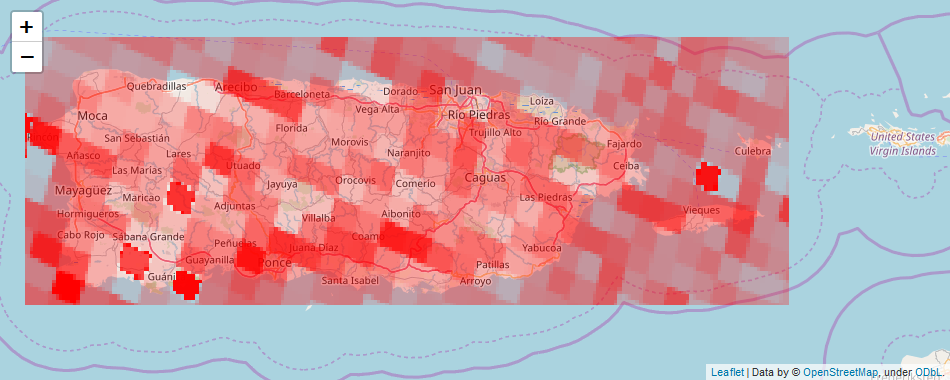 +
−
Quebradillas
Arecibo
Barceloneta
Dorado
San Juan
Loíza
Moca
Vega Alta
Río Piedras
Río Grande
Rincón
San Sebastián
Florida
Morovis
Trujillo Alto
Fajardo
United States
Virgin Islands
Añasco
Lares
Utuado
Naranjito
Culebra
Las Marías
Ceiba
Mayagüez
Maricao
Jayuya
Orocovis
Comerío
Caguas
Las Piedras
Hormigueros
Adjuntas
Villalba
Aibonito
Vieques
Cabo Rojo
Sábana Grande
Peñuelas
Juana Díaz
Coamo
Yabucoa
Guayanilla
Ponce
Patillas
Guáni
Santa Isabel
Arroyo
Frederiksted
Leaflet | Data by © OpenStreetMap, under ODbL.